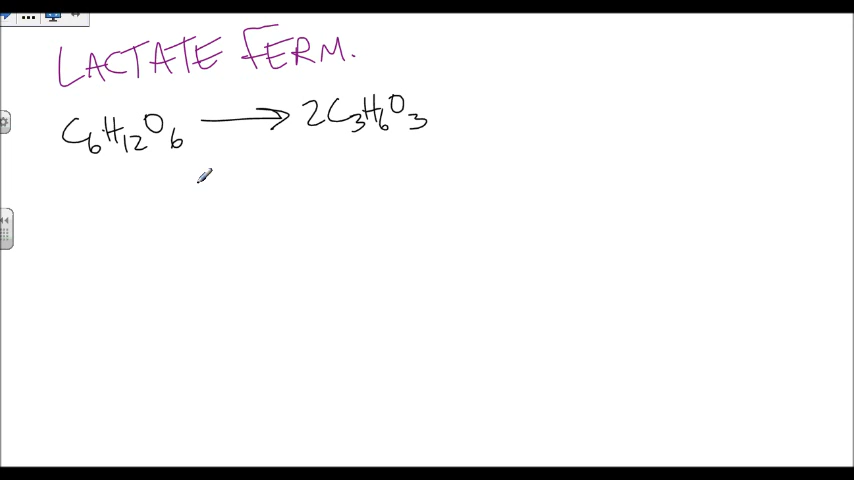 LACTATE FERM.
C₆H₁₂O₆ ⟶ 2C₃H₆O₃